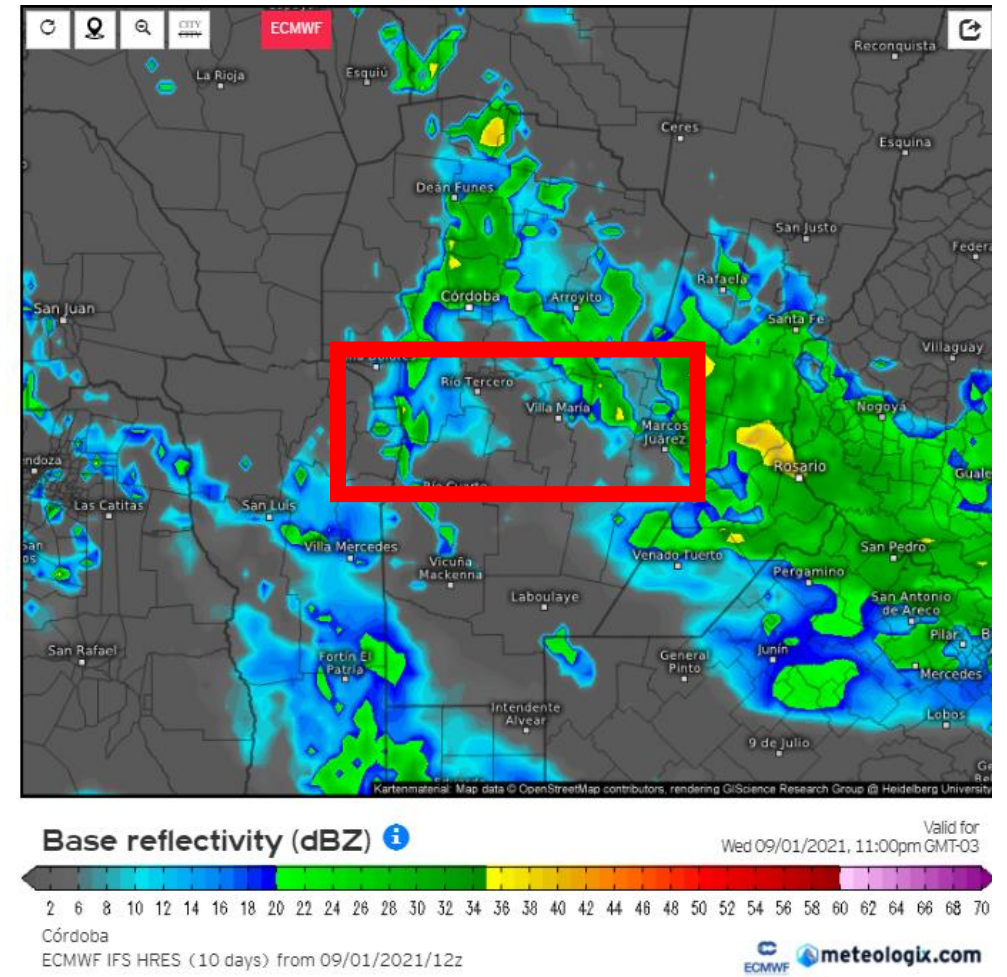 CITY
CITY
ECMWF
Reconquista
La Rioja
Esquiú
Ceres
Esquina
Deán Funes
San Justo
Federa
Rafaela
San Juan
Córdoba
Arroyito
Santa Fe
Villaguay
Río Tercero
Villa María
Nogoyá
Marcos
Juárez
ndoza
Rosario
Guale
Río Cuarto
Las Catitas
San Luis
San
os
Villa Mercedes
Venado Tuerto
San Pedro
Vicuña
Mackenna
Pergamino
Laboulaye
San Antonio
de Areco
San Rafael
Fortín El
Patria
General
Pinto
Junín
Pilar
B
Mercedes
Intendente
Alvear
Lobos
9 de Julio
Ge
Bel
Kartenmaterial: Map data © OpenStreetMap contributors, rendering GIScience Research Group @ Heidelberg University
Base reflectivity (dBZ) i
Valid for
Wed 09/01/2021, 11:00pm GMT-03
2 6 8 10 12 14 16 18 20 22 24 26 28 30 32 34 36 38 40 42 44 46 48 50 52 54 56 58 60 62 64 66 68 70
Córdoba
ECMWF IFS HRES (10 days) from 09/01/2021/12z
ECMWF
meteologix.com